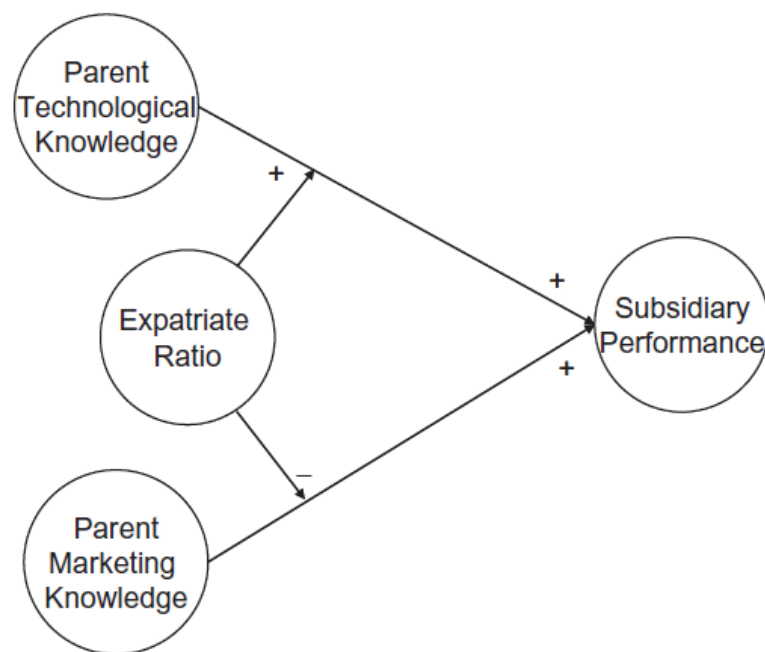 Parent
Technological
Knowledge
+
Expatriate
Ratio
+
Subsidiary
Performance
+
–
Parent
Marketing
Knowledge